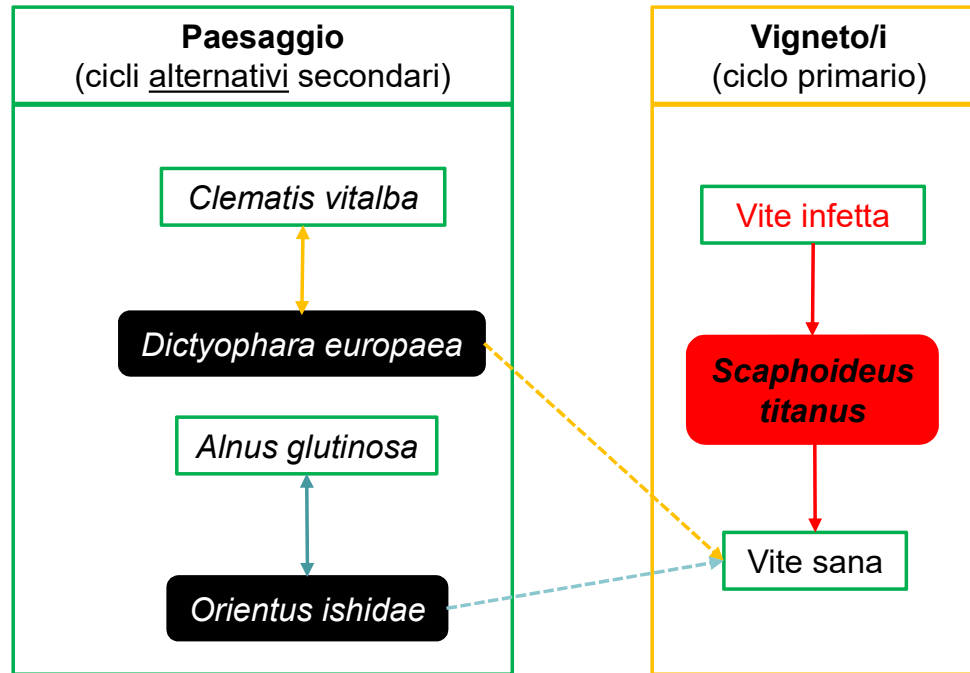 Paesaggio
(cicli alternativi secondari)
Clematis vitalba
Dictyophara europaea
Alnus glutinosa
Orientus ishidae
Vigneto/i
(ciclo primario)
Vite infetta
Scaphoideus
titanus
Vite sana